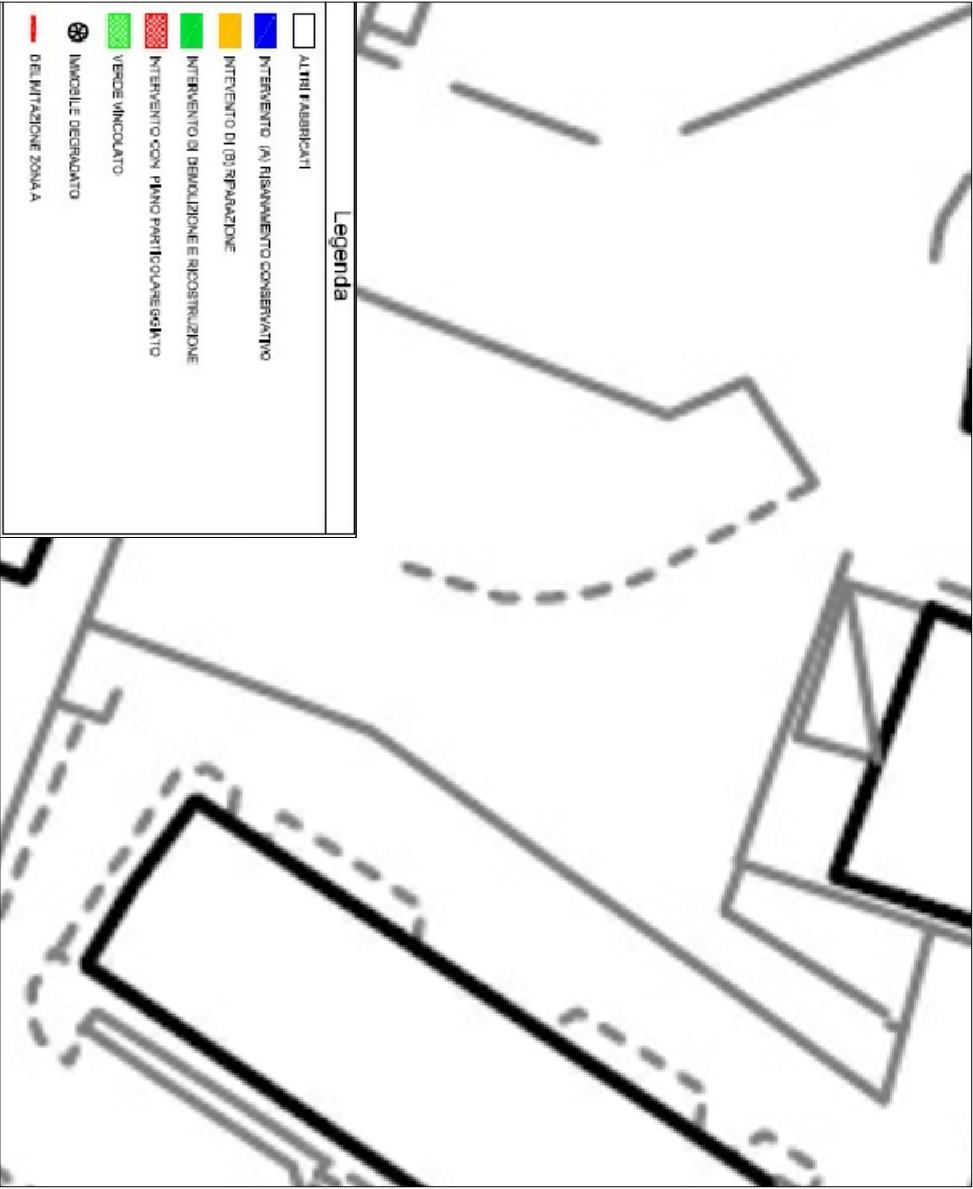 Legenda
ALTRI FABBRICATI
INTERVENTO (A) RISANAMENTO CONSERVATIVO
INTEVENTO DI (B) RIPARAZIONE
INTERVENTO DI DEMOLIZIONE E RICOSTRUZIONE
INTERVENTO CON PIANO PARTICOLAREGGIATO
VERDE VINCOLATO
IMMOBILE DEGRADATO
DELIMITAZIONE ZONA A